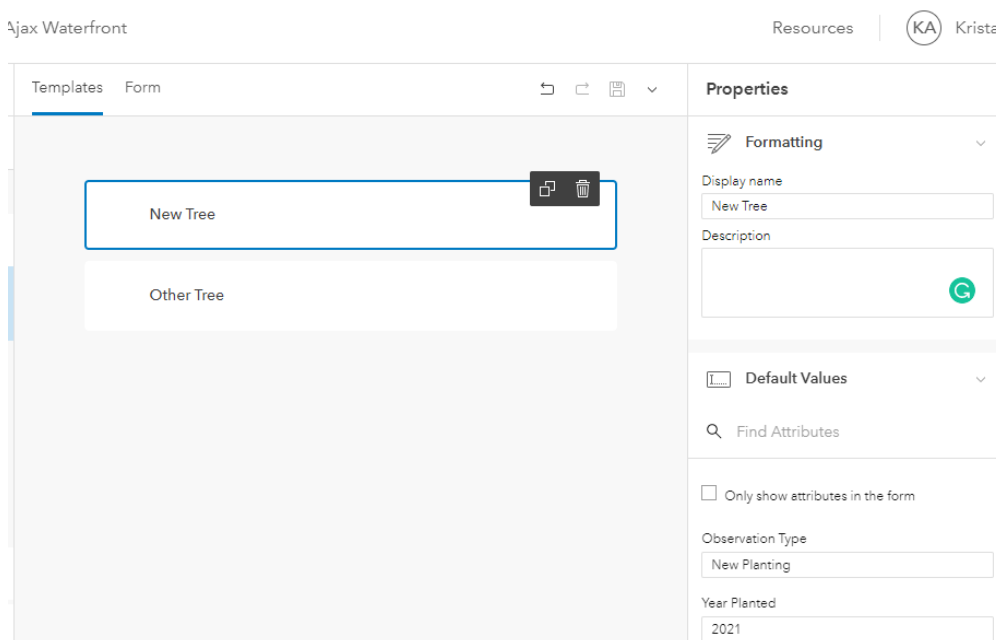 Ajax Waterfront
Resources
KA
Krista
Templates
Form
Properties
Formatting
Display name
New Tree
Description
New Tree
Other Tree
Default Values
Find Attributes
Only show attributes in the form
Observation Type
New Planting
Year Planted
2021